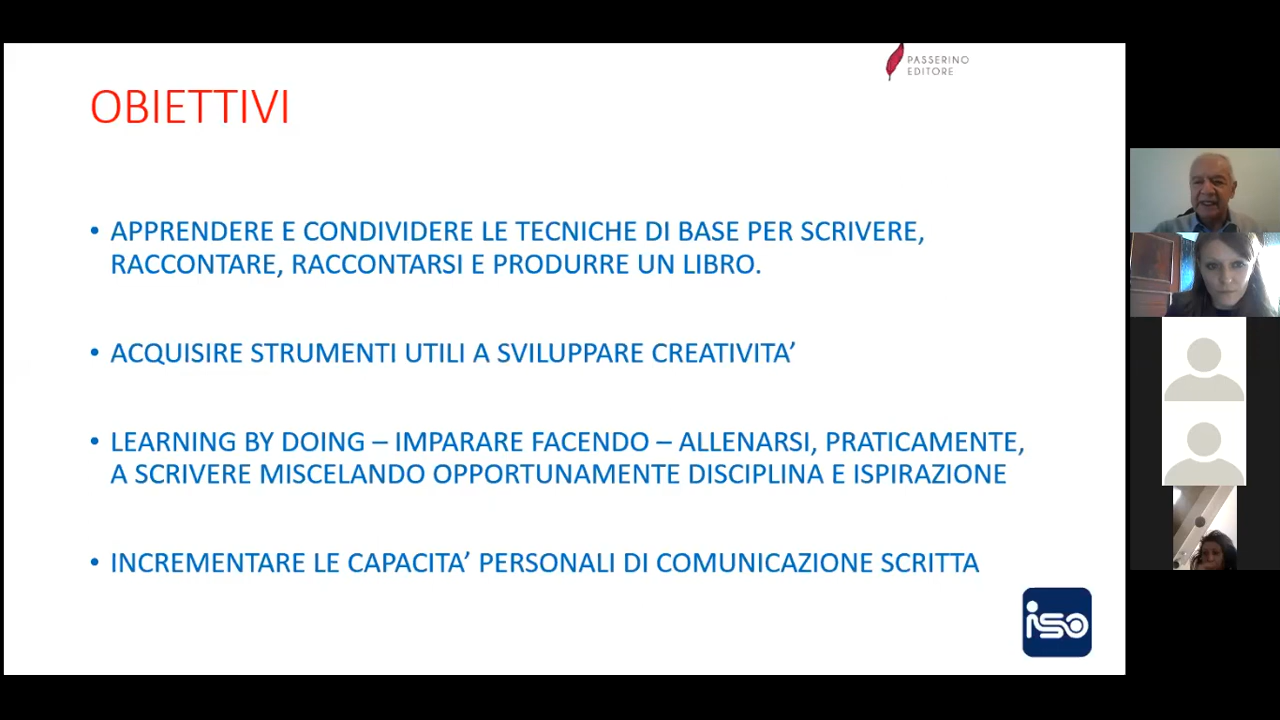 PASSERINO
EDITORE
OBIETTIVI
• APPRENDERE E CONDIVIDERE LE TECNICHE DI BASE PER SCRIVERE,
RACCONTARE, RACCONTARSI E PRODURRE UN LIBRO.
• ACQUISIRE STRUMENTI UTILI A SVILUPPARE CREATIVITA’
• LEARNING BY DOING – IMPARARE FACENDO – ALLENARSI, PRATICAMENTE,
A SCRIVERE MISCELANDO OPPORTUNAMENTE DISCIPLINA E ISPIRAZIONE
• INCREMENTARE LE CAPACITA’ PERSONALI DI COMUNICAZIONE SCRITTA
iso